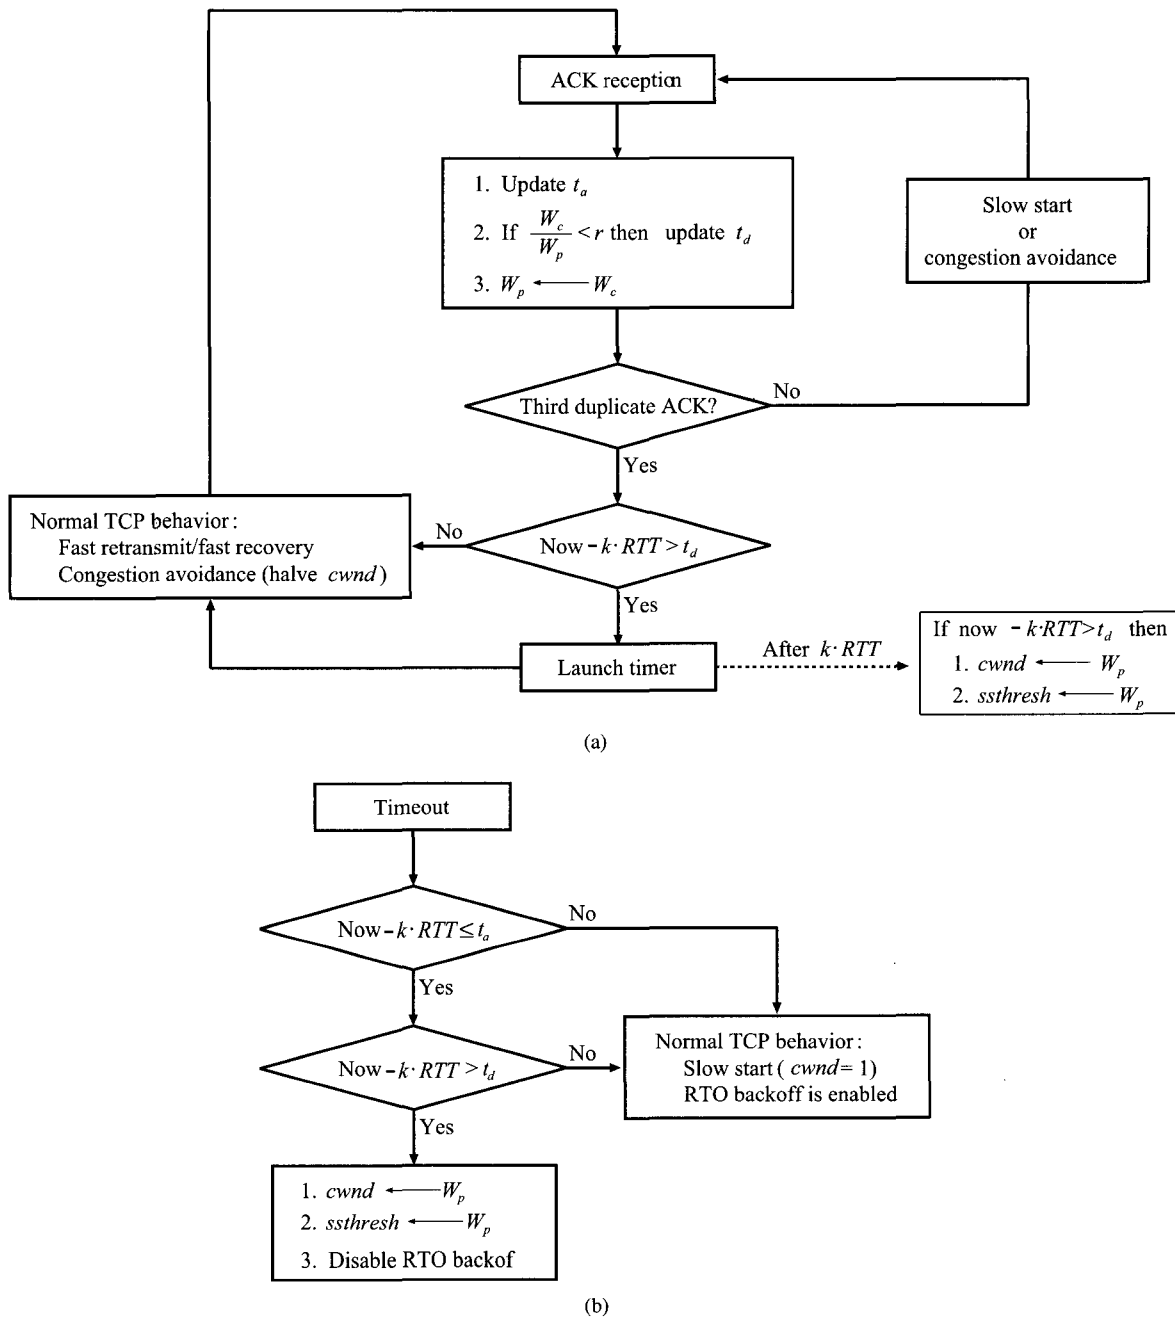 ACK reception
1. Update t_a
2. If W_c/W_p < r then update t_d
3. W_p ← W_c
Slow start
or
congestion avoidance
Third duplicate ACK?
No
Yes
Normal TCP behavior:
Fast retransmit/fast recovery
Congestion avoidance (halve cwnd)
No
Now - k·RTT > t_d
Yes
Launch timer
After k·RTT
If now - k·RTT > t_d then
1. cwnd ← W_p
2. ssthresh ← W_p
(a)
Timeout
Now - k·RTT ≤ t_a
No
Yes
Now - k·RTT > t_d
No
Normal TCP behavior:
Slow start ( cwnd = 1)
RTO backoff is enabled
Yes
1. cwnd ← W_p
2. ssthresh ← W_p
3. Disable RTO backof
(b)